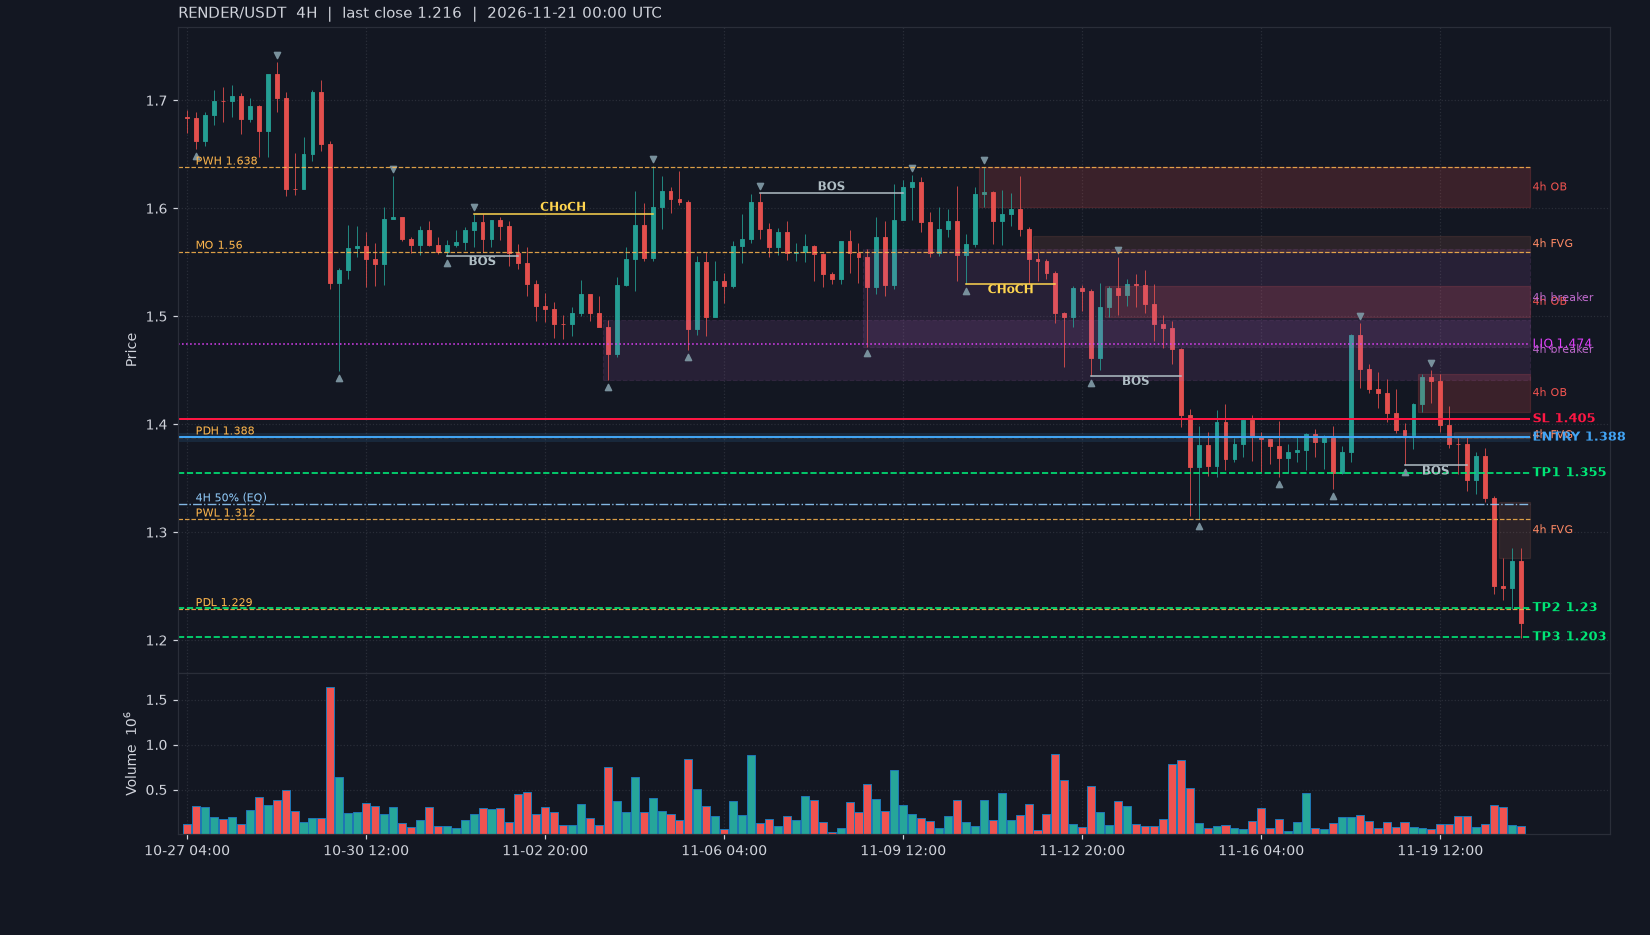 RENDER/USDT 4H | last close 1.216 | 2026-11-21 00:00 UTC
Price
1.7
1.6
1.5
1.4
1.3
1.2
PWH 1.638
MO 1.56
PDH 1.388
4H 50% (EQ)
PWL 1.312
PDL 1.229
BOS
CHoCH
BOS
CHoCH
BOS
BOS
4h OB
4h FVG
4h breaker
4h OB
LIQ 1.474
4h breaker
4h OB
SL 1.405
4h FVG
ENTRY 1.388
TP1 1.355
4h FVG
TP2 1.23
TP3 1.203
Volume 10⁶
1.5
1.0
0.5
10-27 04:00
10-30 12:00
11-02 20:00
11-06 04:00
11-09 12:00
11-12 20:00
11-16 04:00
11-19 12:00